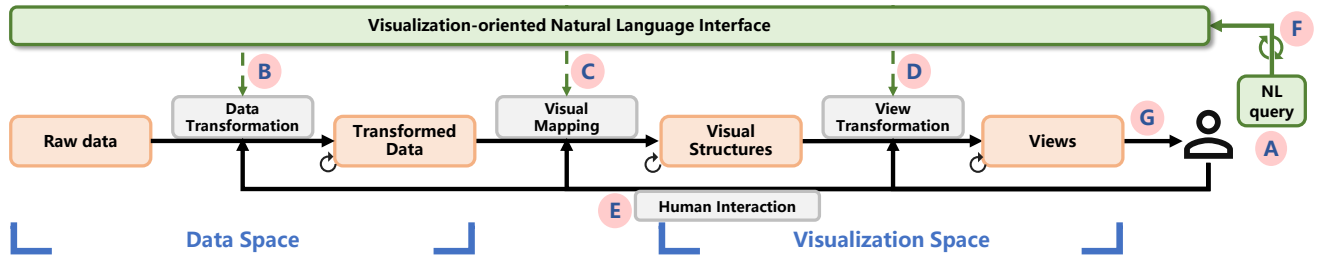 Visualization-oriented Natural Language Interface
F
B
C
D
NL
query
Data
Transformation
Visual
Mapping
View
Transformation
G
A
Raw data
Transformed
Data
Visual
Structures
Views
E
Human Interaction
Data Space
Visualization Space